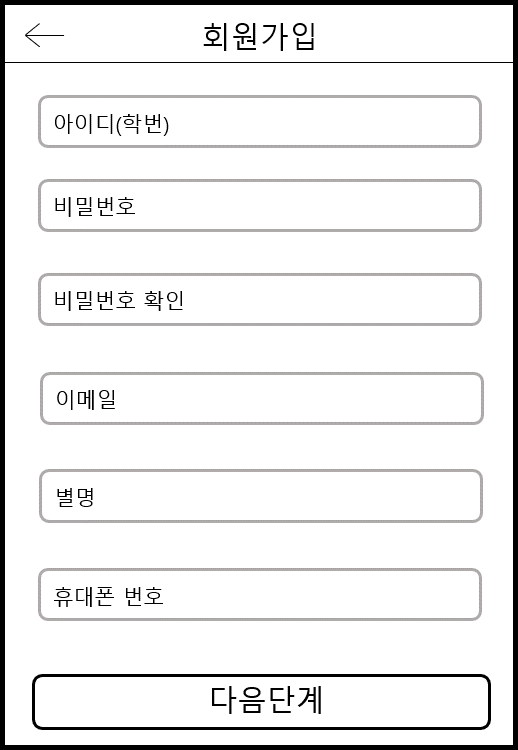 회원가입
아이디(학번)
비밀번호
비밀번호 확인
이메일
별명
휴대폰 번호
다음단계